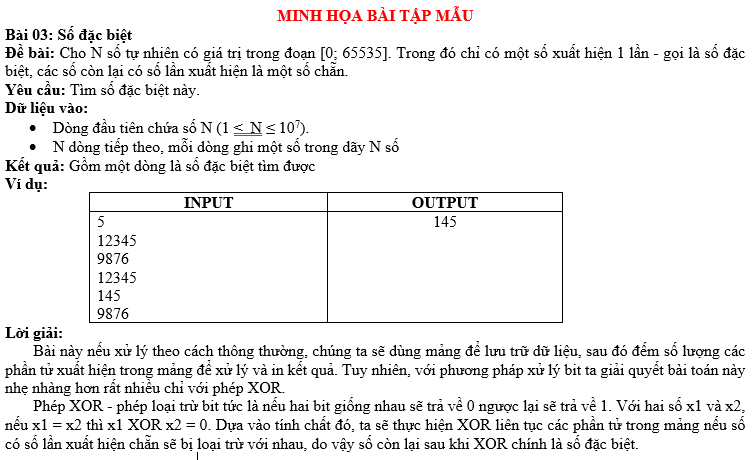 MINH HỌA BÀI TẬP MẪU
Bài 03: Số đặc biệt
Đề bài: Cho N số tự nhiên có giá trị trong đoạn [0; 65535]. Trong đó chỉ có một số xuất hiện 1 lần - gọi là số đặc
biệt, các số còn lại có số lần xuất hiện là một số chẵn.
Yêu cầu: Tìm số đặc biệt này.
Dữ liệu vào:
• Dòng đầu tiên chứa số N (1 ≤ N ≤ 10⁷).
• N dòng tiếp theo, mỗi dòng ghi một số trong dãy N số
Kết quả: Gồm một dòng là số đặc biệt tìm được
Ví dụ:
INPUT OUTPUT
5 145
12345
9876
12345
145
9876
Lời giải:
Bài này nếu xử lý theo cách thông thường, chúng ta sẽ dùng mảng để lưu trữ dữ liệu, sau đó đếm số lượng các
phần tử xuất hiện trong mảng để xử lý và in kết quả. Tuy nhiên, với phương pháp xử lý bit ta giải quyết bài toán này
nhẹ nhàng hơn rất nhiều chỉ với phép XOR.
Phép XOR - phép loại trừ bit tức là nếu hai bit giống nhau sẽ trả về 0 ngược lại sẽ trả về 1. Với hai số x1 và x2,
nếu x1 = x2 thì x1 XOR x2 = 0. Dựa vào tính chất đó, ta sẽ thực hiện XOR liên tục các phần tử trong mảng nếu số
có số lần xuất hiện chẵn sẽ bị loại trừ với nhau, do vậy số còn lại sau khi XOR chính là số đặc biệt.